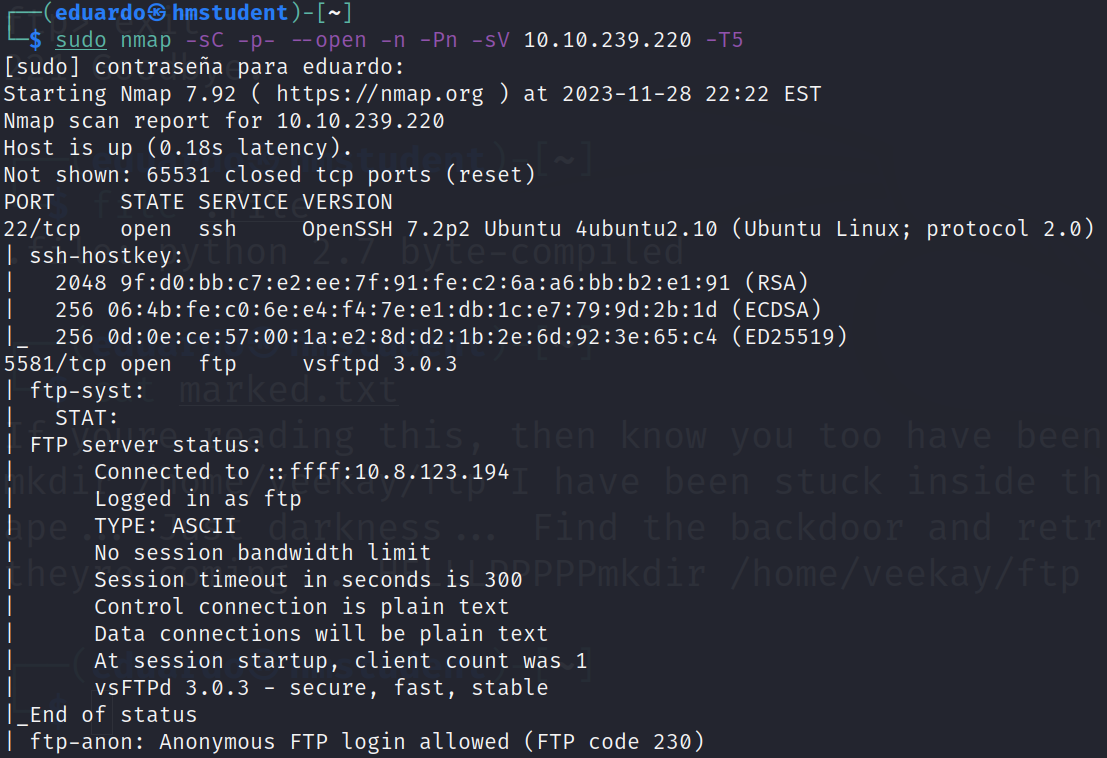 (eduardo㉿hmstudent)-[~]
$ sudo nmap -sC -p- --open -n -Pn -sV 10.10.239.220 -T5
[sudo] contraseña para eduardo:
Starting Nmap 7.92 ( https://nmap.org ) at 2023-11-28 22:22 EST
Nmap scan report for 10.10.239.220
Host is up (0.18s latency).
Not shown: 65531 closed tcp ports (reset)
PORT     STATE SERVICE VERSION
22/tcp   open  ssh     OpenSSH 7.2p2 Ubuntu 4ubuntu2.10 (Ubuntu Linux; protocol 2.0)
| ssh-hostkey:
|   2048 9f:d0:bb:c7:e2:ee:7f:91:fe:c2:6a:a6:bb:b2:e1:91 (RSA)
|   256 06:4b:fe:c0:6e:e4:f4:7e:e1:db:1c:e7:79:9d:2b:1d (ECDSA)
|_  256 0d:0e:ce:57:00:1a:e2:8d:d2:1b:2e:6d:92:3e:65:c4 (ED25519)
5581/tcp open  ftp     vsftpd 3.0.3
| ftp-syst:
|   STAT:
| FTP server status:
|      Connected to ::ffff:10.8.123.194
|      Logged in as ftp
|      TYPE: ASCII
|      No session bandwidth limit
|      Session timeout in seconds is 300
|      Control connection is plain text
|      Data connections will be plain text
|      At session startup, client count was 1
|      vsFTPd 3.0.3 - secure, fast, stable
|_End of status
| ftp-anon: Anonymous FTP login allowed (FTP code 230)